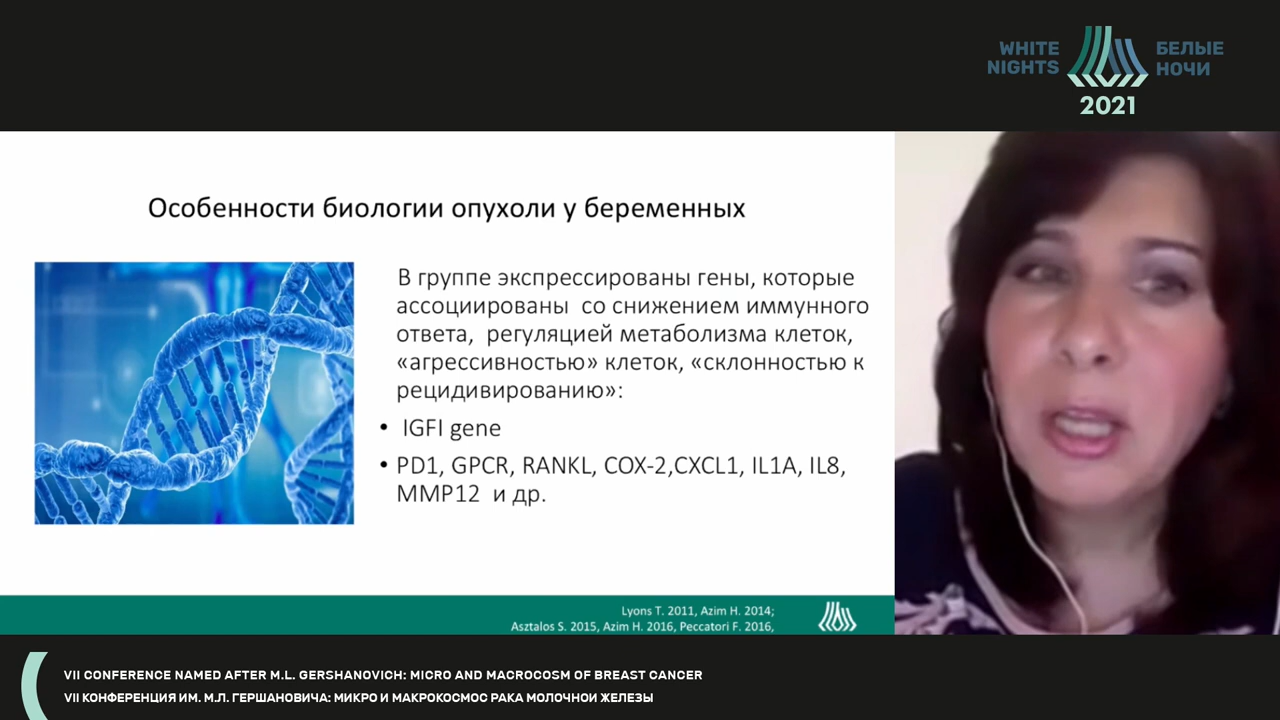 WHITE NIGHTS
БЕЛЫЕ НОЧИ
2021
Особенности биологии опухоли у беременных
В группе экспрессированы гены, которые
ассоциированы со снижением иммунного
ответа, регуляцией метаболизма клеток,
«агрессивностью» клеток, «склонностью к
рецидивированию»:
• IGFI gene
• PD1, GPCR, RANKL, COX-2,CXCL1, IL1A, IL8,
MMP12 и др.
Lyons T. 2011, Azim H. 2014;
Asztalos S. 2015, Azim H. 2016, Peccatori F. 2016,
VII CONFERENCE NAMED AFTER M.L. GERSHANOVICH: MICRO AND MACROCOSM OF BREAST CANCER
VII КОНФЕРЕНЦИЯ ИМ. М.Л. ГЕРШАНОВИЧА: МИКРО И МАКРОКОСМОС РАКА МОЛОЧНОЙ ЖЕЛЕЗЫ